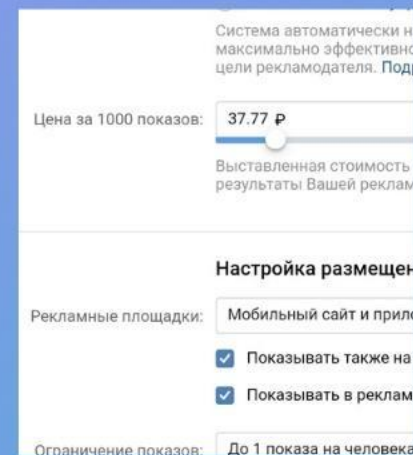 Система автоматически н
максимально эффективно
цели рекламодателя. Под
Цена за 1000 показов: 37.77 ₽
Выставленная стоимость
результаты Вашей реклам
Настройка размещен
Рекламные площадки: Мобильный сайт и прило
Показывать также на
Показывать в реклам
Ограничение показов: До 1 показа на человека